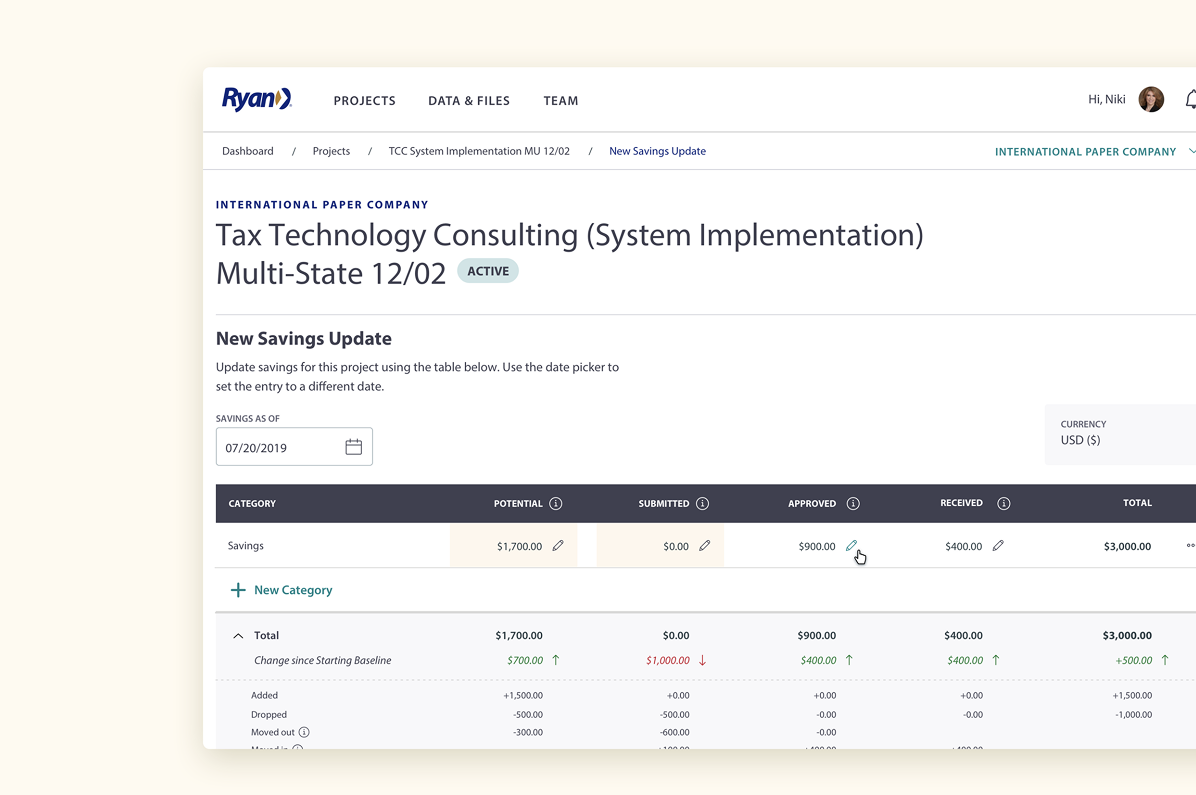 Ryan
PROJECTS DATA & FILES TEAM Hi, Niki
Dashboard / Projects / TCC System Implementation MU 12/02 / New Savings Update INTERNATIONAL PAPER COMPANY
INTERNATIONAL PAPER COMPANY
Tax Technology Consulting (System Implementation)
Multi-State 12/02 ACTIVE
New Savings Update
Update savings for this project using the table below. Use the date picker to
set the entry to a different date.
SAVINGS AS OF
07/20/2019
CURRENCY
USD ($)
CATEGORY POTENTIAL SUBMITTED APPROVED RECEIVED TOTAL
Savings $1,700.00 $0.00 $900.00 $400.00 $3,000.00
+ New Category
Total $1,700.00 $0.00 $900.00 $400.00 $3,000.00
Change since Starting Baseline $700.00 ↑ $1,000.00 ↓ $400.00 ↑ $400.00 ↑ +500.00 ↑
Added +1,500.00 +0.00 +0.00 +0.00 +1,500.00
Dropped -500.00 -500.00 -0.00 -0.00 -1,000.00
Moved out -300.00 -600.00 -0.00